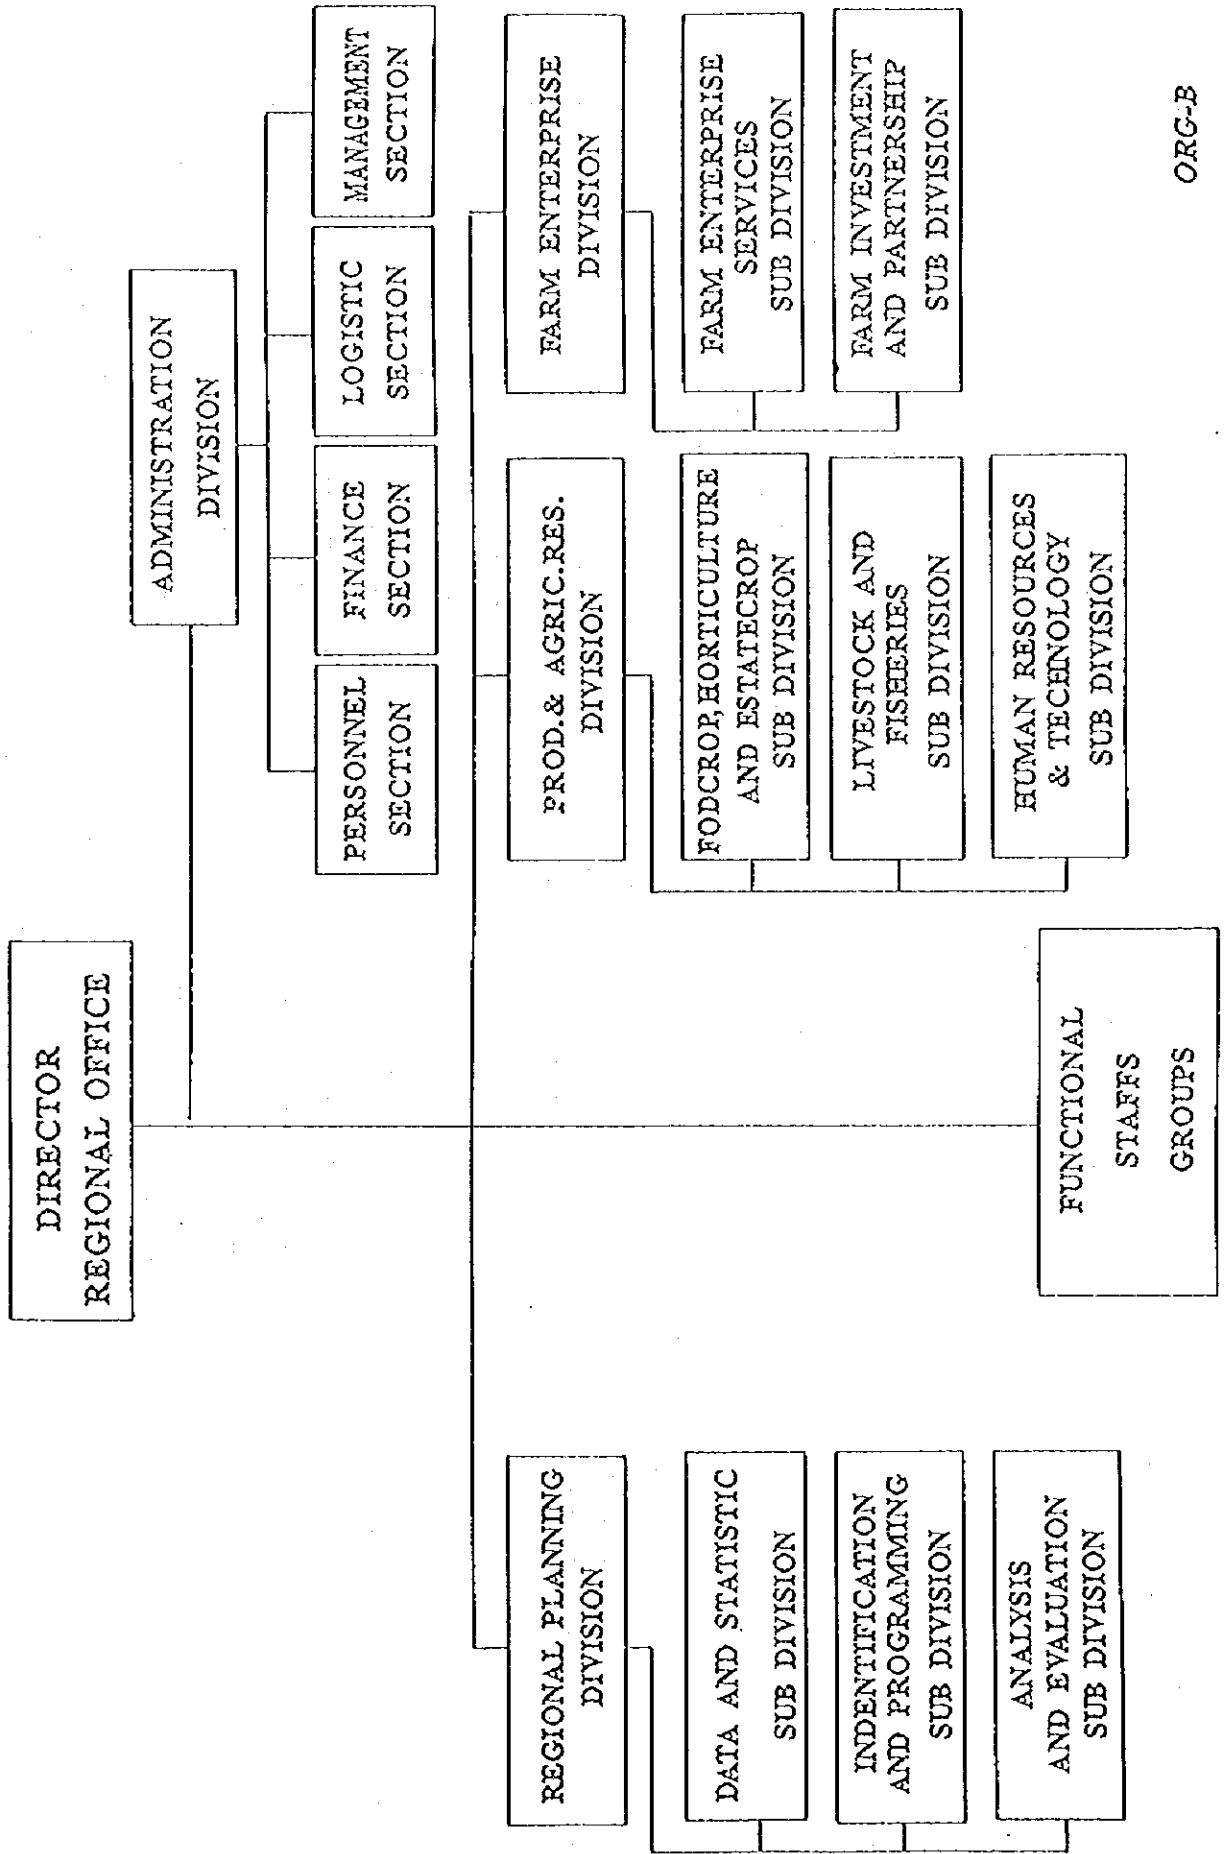 DIRECTOR
REGIONAL OFFICE
ADMINISTRATION
DIVISION
PERSONNEL
SECTION
FINANCE
SECTION
LOGISTIC
SECTION
MANAGEMENT
SECTION
REGIONAL PLANNING
DIVISION
DATA AND STATISTIC
SUB DIVISION
INDENTIFICATION
AND PROGRAMMING
SUB DIVISION
ANALYSIS
AND EVALUATION
SUB DIVISION
PROD.& AGRIC.RES.
DIVISION
FODCROP,HORTICULTURE
AND ESTATECROP
SUB DIVISION
LIVESTOCK AND
FISHERIES
SUB DIVISION
HUMAN RESOURCES
& TECHNOLOGY
SUB DIVISION
FARM ENTERPRISE
DIVISION
FARM ENTERPRISE
SERVICES
SUB DIVISION
FARM INVESTMENT
AND PARTNERSHIP
SUB DIVISION
FUNCTIONAL
STAFFS
GROUPS
ORG-B